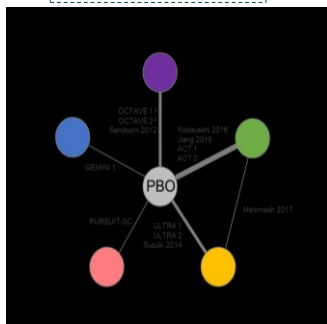 OCTAVE 1*
OCTAVE 2*
Sandborn 2012
Kobayashi 2016
Jiang 2015
ACT 1
ACT 2
GEMINI 1
PBO
PURSUIT-SC
ULTRA 1
ULTRA 2
Suzuki 2014
Mshimesh 2017